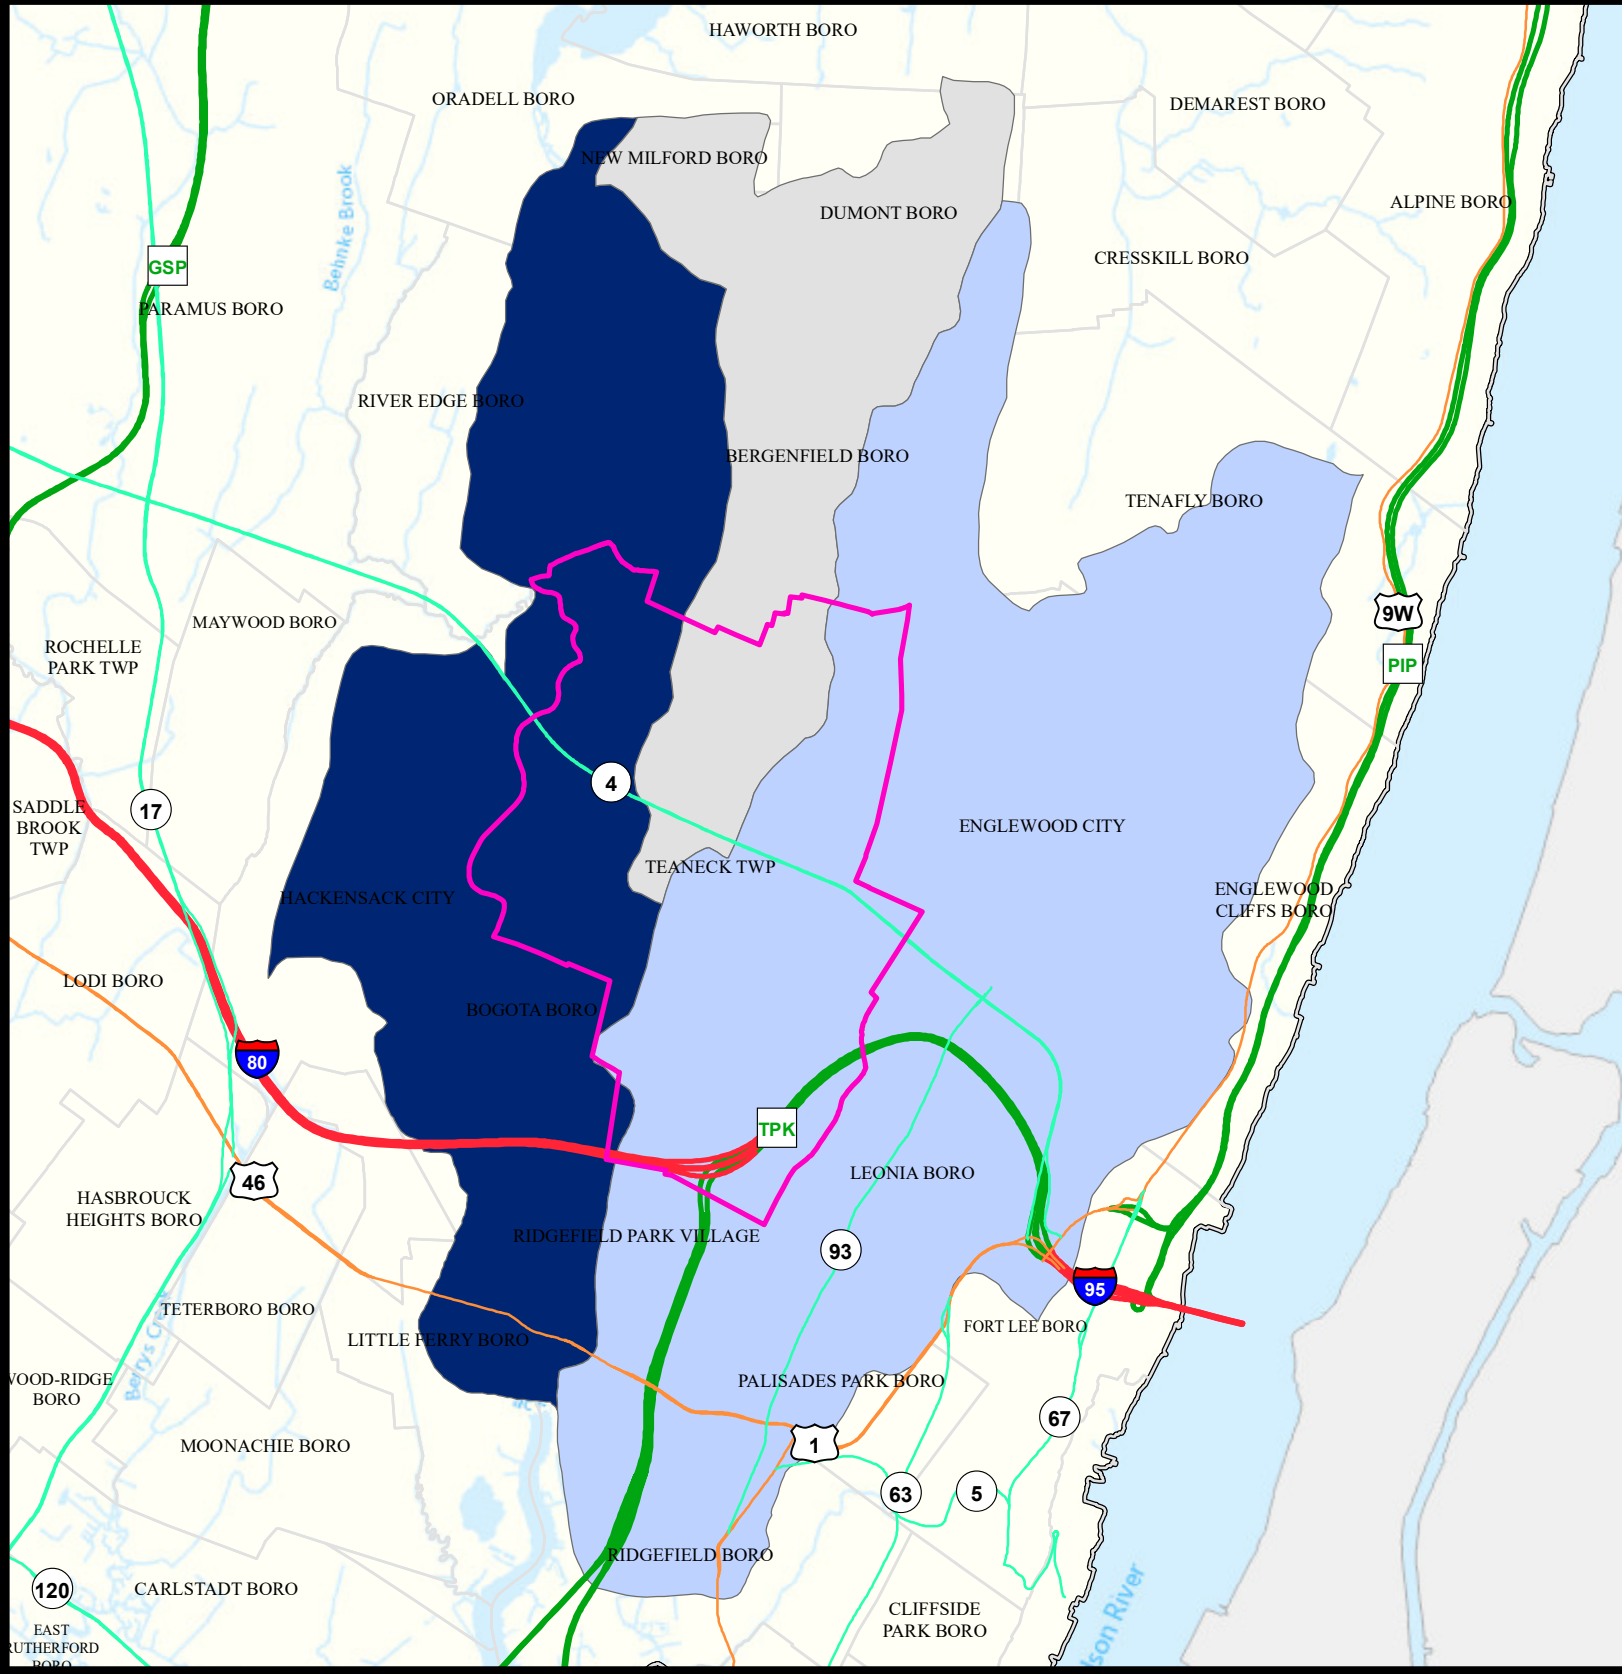 HAWORTH BORO
ORADELL BORO
DEMAREST BORO
NEW MILFORD BORO
Behnke Brook
DUMONT BORO
ALPINE BORO
CRESSKILL BORO
GSP
PARAMUS BORO
RIVER EDGE BORO
BERGENFIELD BORO
TENAFLY BORO
9W
MAYWOOD BORO
ROCHELLE
PARK TWP
PIP
4
17
SADDLE
BROOK
TWP
ENGLEWOOD CITY
TEANECK TWP
HACKENSACK CITY
ENGLEWOOD
CLIFFS BORO
LODI BORO
BOGOTA BORO
80
TPK
LEONIA BORO
46
HASBROUCK
HEIGHTS BORO
RIDGEFIELD PARK VILLAGE
93
95
TETERBORO BORO
FORT LEE BORO
LITTLE FERRY BORO
Berrys
WOOD-RIDGE
BORO
PALISADES PARK BORO
67
MOONACHIE BORO
1
63
5
RIDGEFIELD BORO
120
CARLSTADT BORO
CLIFFSIDE
PARK BORO
EAST
RUTHERFORD
BORO
dson River